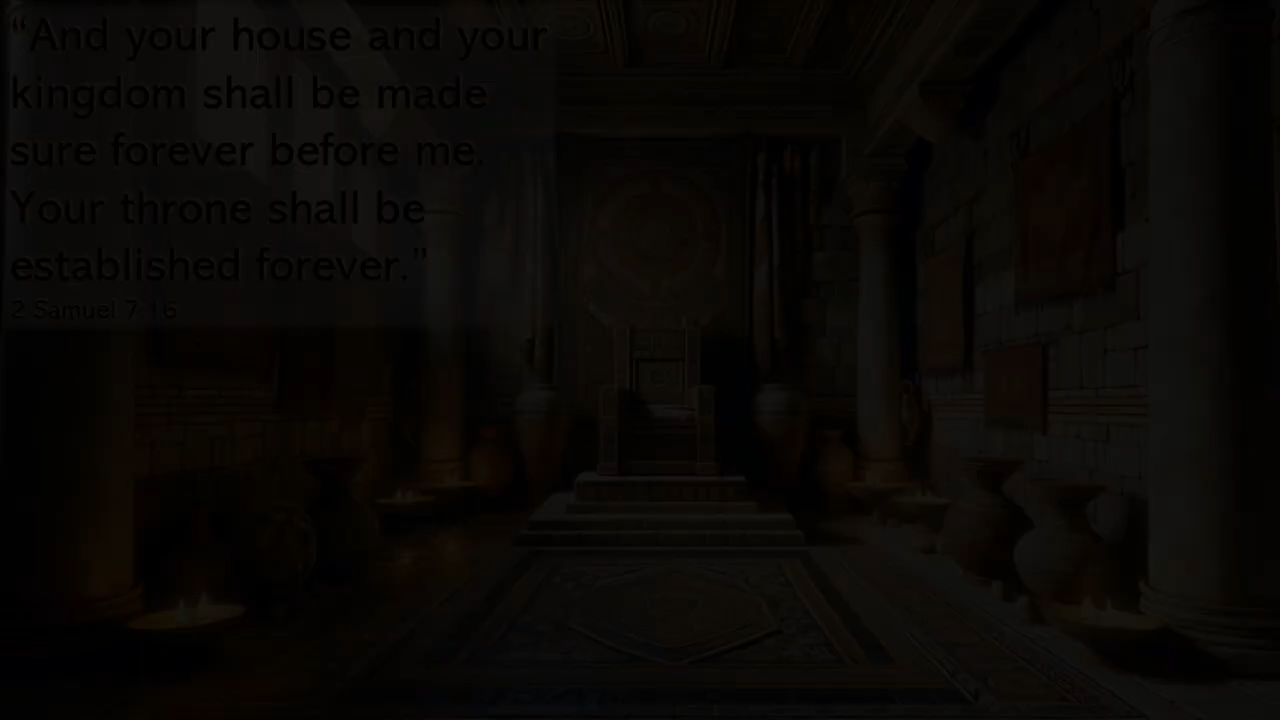 “And your house and your
kingdom shall be made
sure forever before me.
Your throne shall be
established forever.”
2 Samuel 7:16